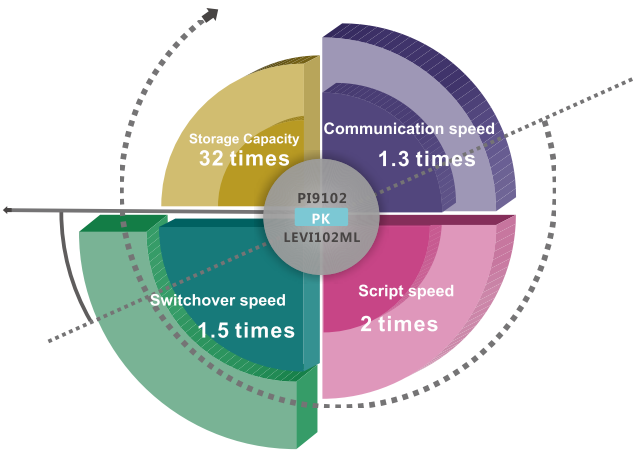 Storage Capacity
32 times
Communication speed
1.3 times
PI9102
PK
LEVI102ML
Switchover speed
1.5 times
Script speed
2 times